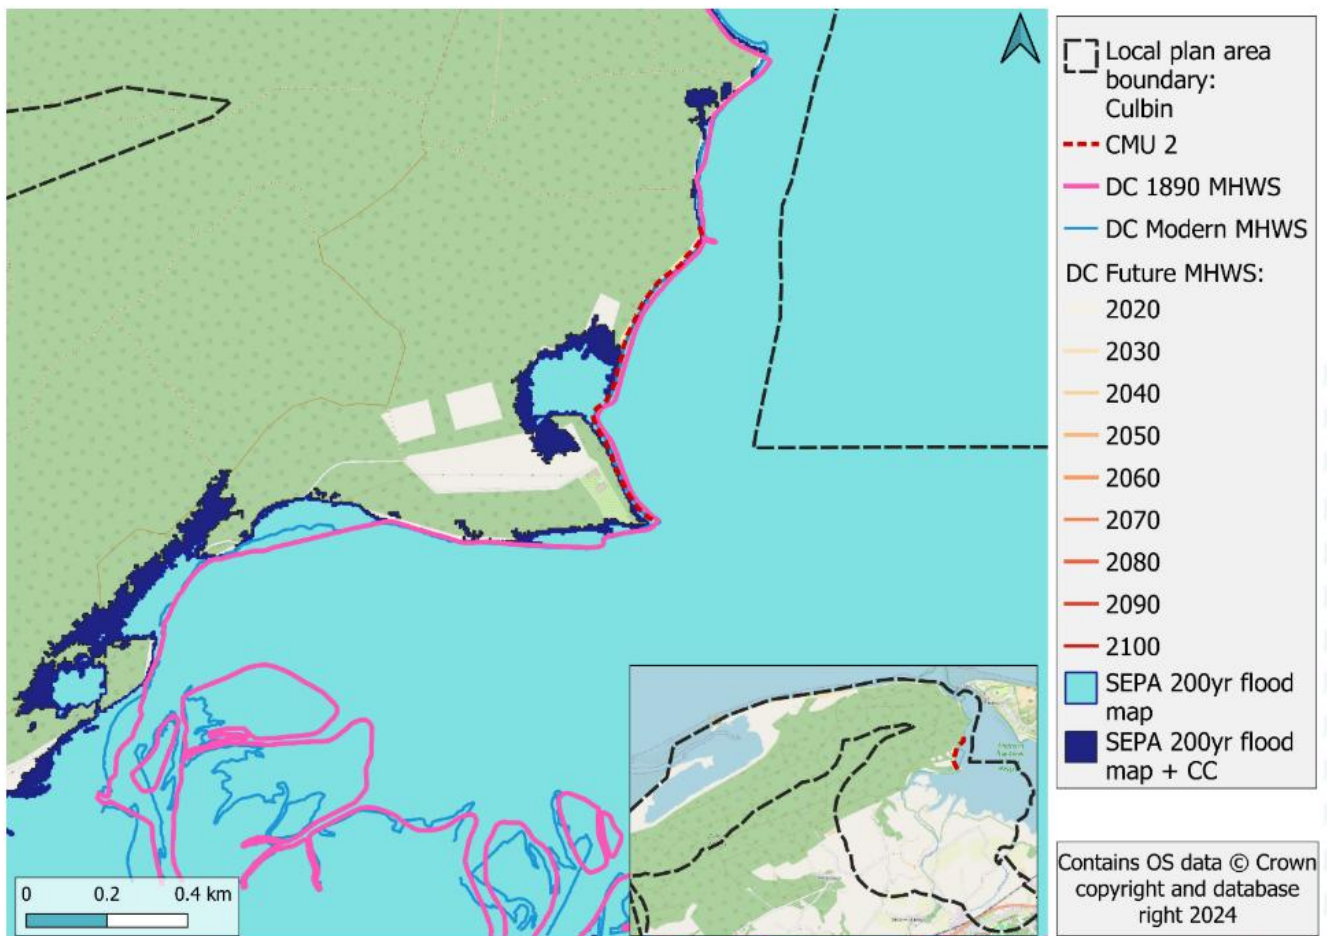 Local plan area
boundary:
Culbin
CMU 2
DC 1890 MHWS
DC Modern MHWS
DC Future MHWS:
2020
2030
2040
2050
2060
2070
2080
2090
2100
SEPA 200yr flood
map
SEPA 200yr flood
map + CC
Contains OS data © Crown
copyright and database
right 2024
0 0.2 0.4 km